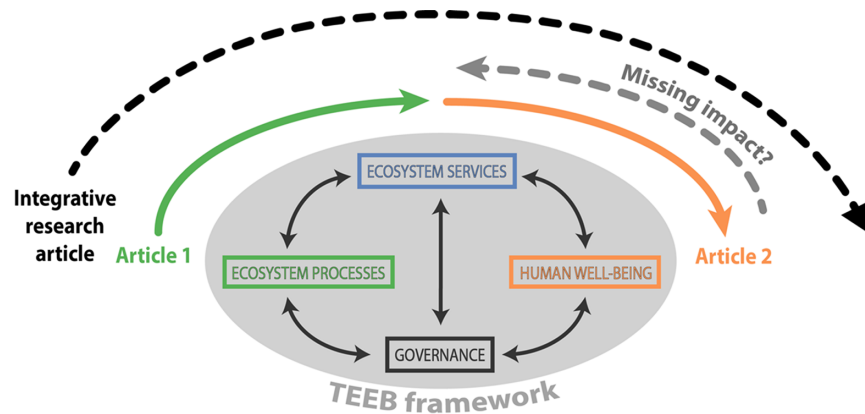 Missing impact?
Integrative
research
article
Article 1
Article 2
ECOSYSTEM SERVICES
ECOSYSTEM PROCESSES
HUMAN WELL-BEING
GOVERNANCE
TEEB framework